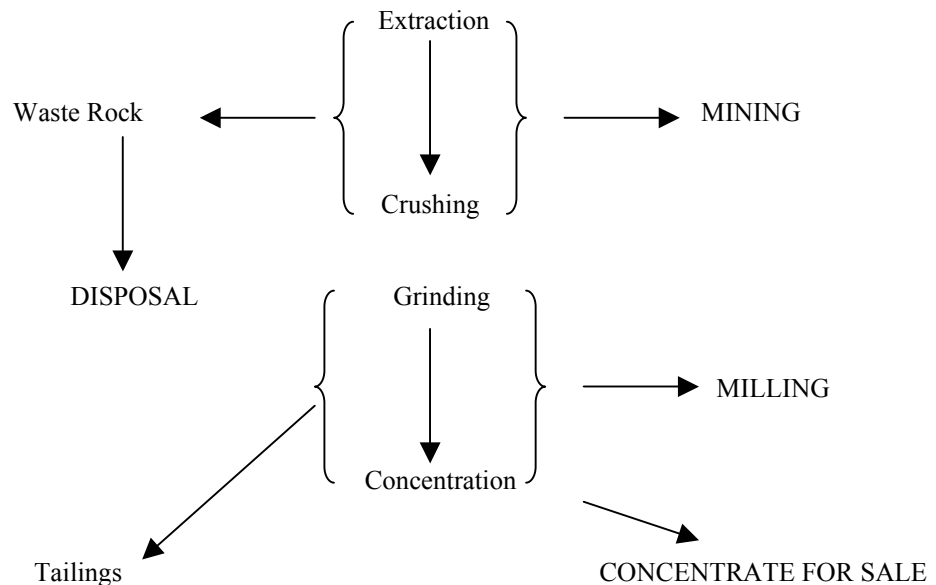 Extraction
Waste Rock
MINING
Crushing
DISPOSAL
Grinding
MILLING
Concentration
Tailings
CONCENTRATE FOR SALE